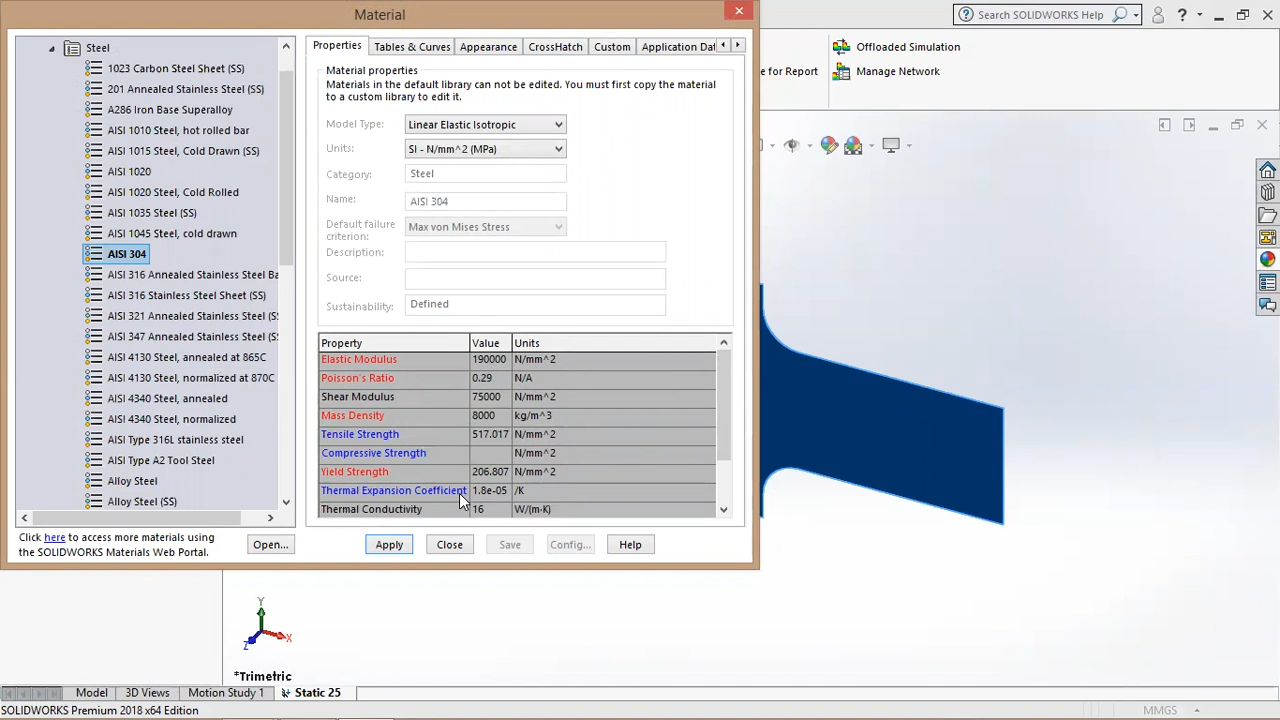 Material
Search SOLIDWORKS Help
Steel
1023 Carbon Steel Sheet (SS)
201 Annealed Stainless Steel (SS)
A286 Iron Base Superalloy
AISI 1010 Steel, hot rolled bar
AISI 1015 Steel, Cold Drawn (SS)
AISI 1020
AISI 1020 Steel, Cold Rolled
AISI 1035 Steel (SS)
AISI 1045 Steel, cold drawn
AISI 304
AISI 316 Annealed Stainless Steel Ba
AISI 316 Stainless Steel Sheet (SS)
AISI 321 Annealed Stainless Steel (SS
AISI 347 Annealed Stainless Steel (SS
AISI 4130 Steel, annealed at 865C
AISI 4130 Steel, normalized at 870C
AISI 4340 Steel, annealed
AISI 4340 Steel, normalized
AISI Type 316L stainless steel
AISI Type A2 Tool Steel
Alloy Steel
Alloy Steel (SS)
Click here to access more materials using
the SOLIDWORKS Materials Web Portal.
Open...
Properties Tables & Curves Appearance CrossHatch Custom Application Dat
Material properties
Materials in the default library can not be edited. You must first copy the material
to a custom library to edit it.
Model Type: Linear Elastic Isotropic
Units: SI - N/mm^2 (MPa)
Category: Steel
Name: AISI 304
Default failure
criterion: Max von Mises Stress
Description:
Source:
Sustainability: Defined
Property Value Units
Elastic Modulus 190000 N/mm^2
Poisson's Ratio 0.29 N/A
Shear Modulus 75000 N/mm^2
Mass Density 8000 kg/m^3
Tensile Strength 517.017 N/mm^2
Compressive Strength N/mm^2
Yield Strength 206.807 N/mm^2
Thermal Expansion Coefficient 1.8e-05 /K
Thermal Conductivity 16 W/(m·K)
Apply Close Save Config... Help
Offloaded Simulation
e for Report Manage Network
Y
X
Z
*Trimetric
Model 3D Views Motion Study 1 Static 25
SOLIDWORKS Premium 2018 x64 Edition
MMGS